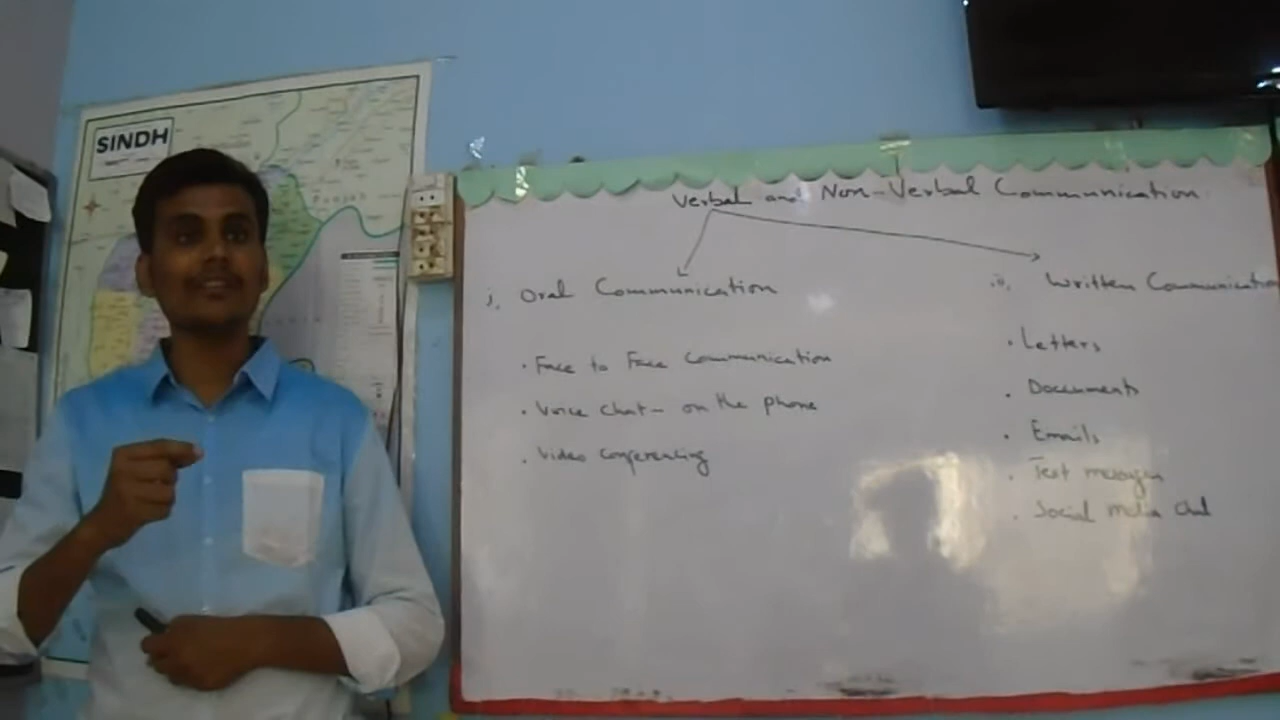 SINDH
Punjab
Verbal and Non-Verbal Communication
i. Oral Communication
ii. Written Communication
. Face to Face Communication
. Voice chat - on the phone
. Video Conferencing
. Letters
. Documents
. Emails
. Text messages
. Social Media Chat